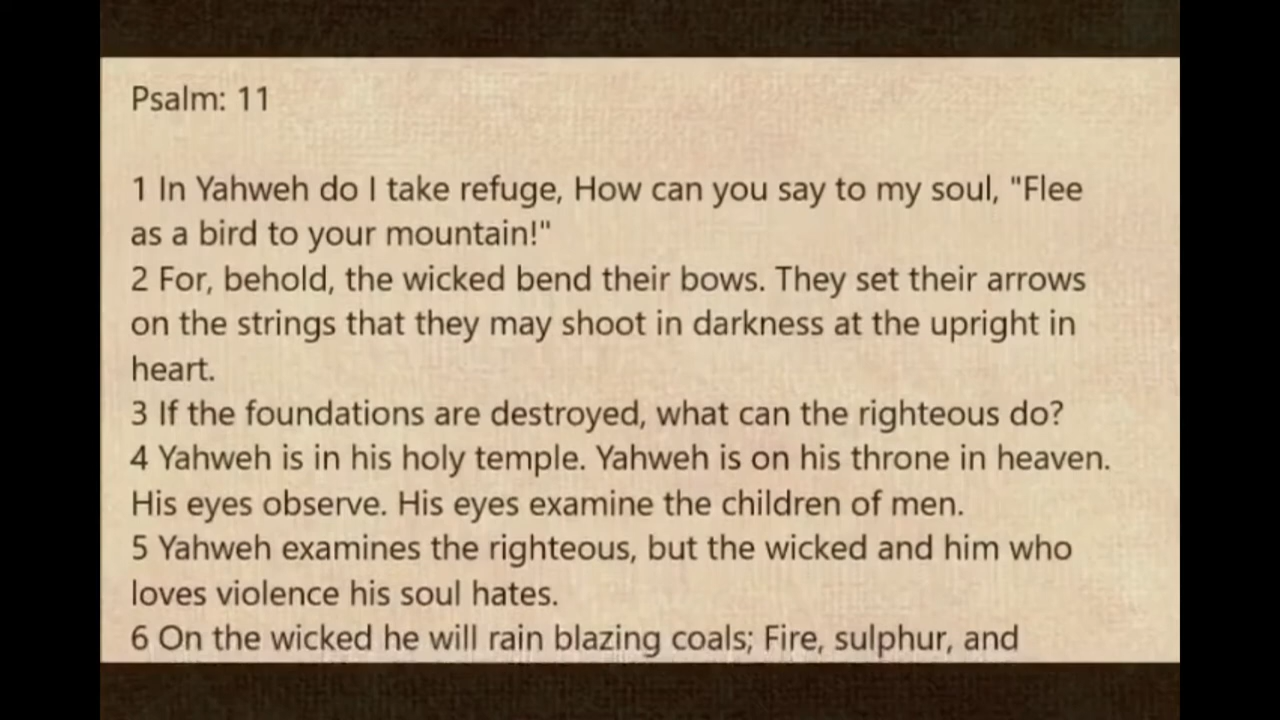 Psalm: 11
1 In Yahweh do I take refuge, How can you say to my soul, "Flee
as a bird to your mountain!"
2 For, behold, the wicked bend their bows. They set their arrows
on the strings that they may shoot in darkness at the upright in
heart.
3 If the foundations are destroyed, what can the righteous do?
4 Yahweh is in his holy temple. Yahweh is on his throne in heaven.
His eyes observe. His eyes examine the children of men.
5 Yahweh examines the righteous, but the wicked and him who
loves violence his soul hates.
6 On the wicked he will rain blazing coals; Fire, sulphur, and